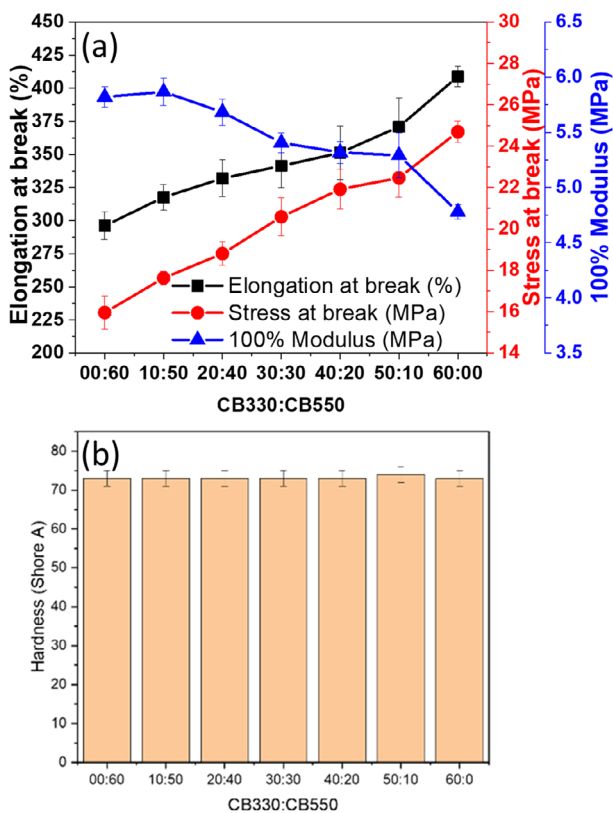 (a)
Elongation at break (%)
450
425
400
375
350
325
300
275
250
225
200
Stress at break (MPa)
30
28
26
24
22
20
18
16
14
100% Modulus (MPa)
6.5
6.0
5.5
5.0
4.5
4.0
3.5
Elongation at break (%)
Stress at break (MPa)
100% Modulus (MPa)
00:60 10:50 20:40 30:30 40:20 50:10 60:00
CB330:CB550
(b)
Hardness (Shore A)
80
70
60
50
40
30
20
10
0
00:60 10:50 20:40 30:30 40:20 50:10 60:0
CB330:CB550